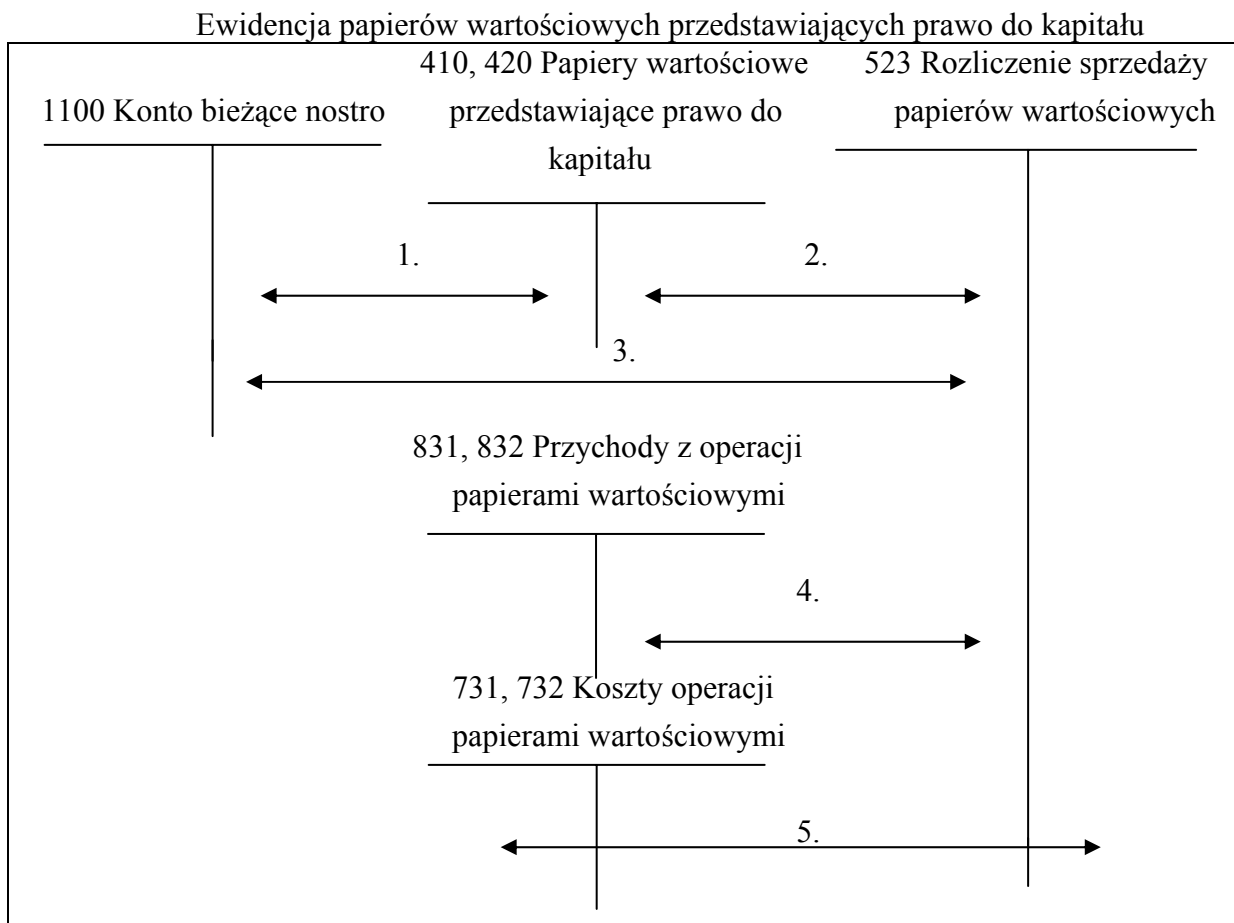 Ewidencja papierów wartościowych przedstawiających prawo do kapitału
1100 Konto bieżące nostro
410, 420 Papiery wartościowe
przedstawiające prawo do
kapitału
523 Rozliczenie sprzedaży
papierów wartościowych
1.
2.
3.
831, 832 Przychody z operacji
papierami wartościowymi
4.
731, 732 Koszty operacji
papierami wartościowymi
5.